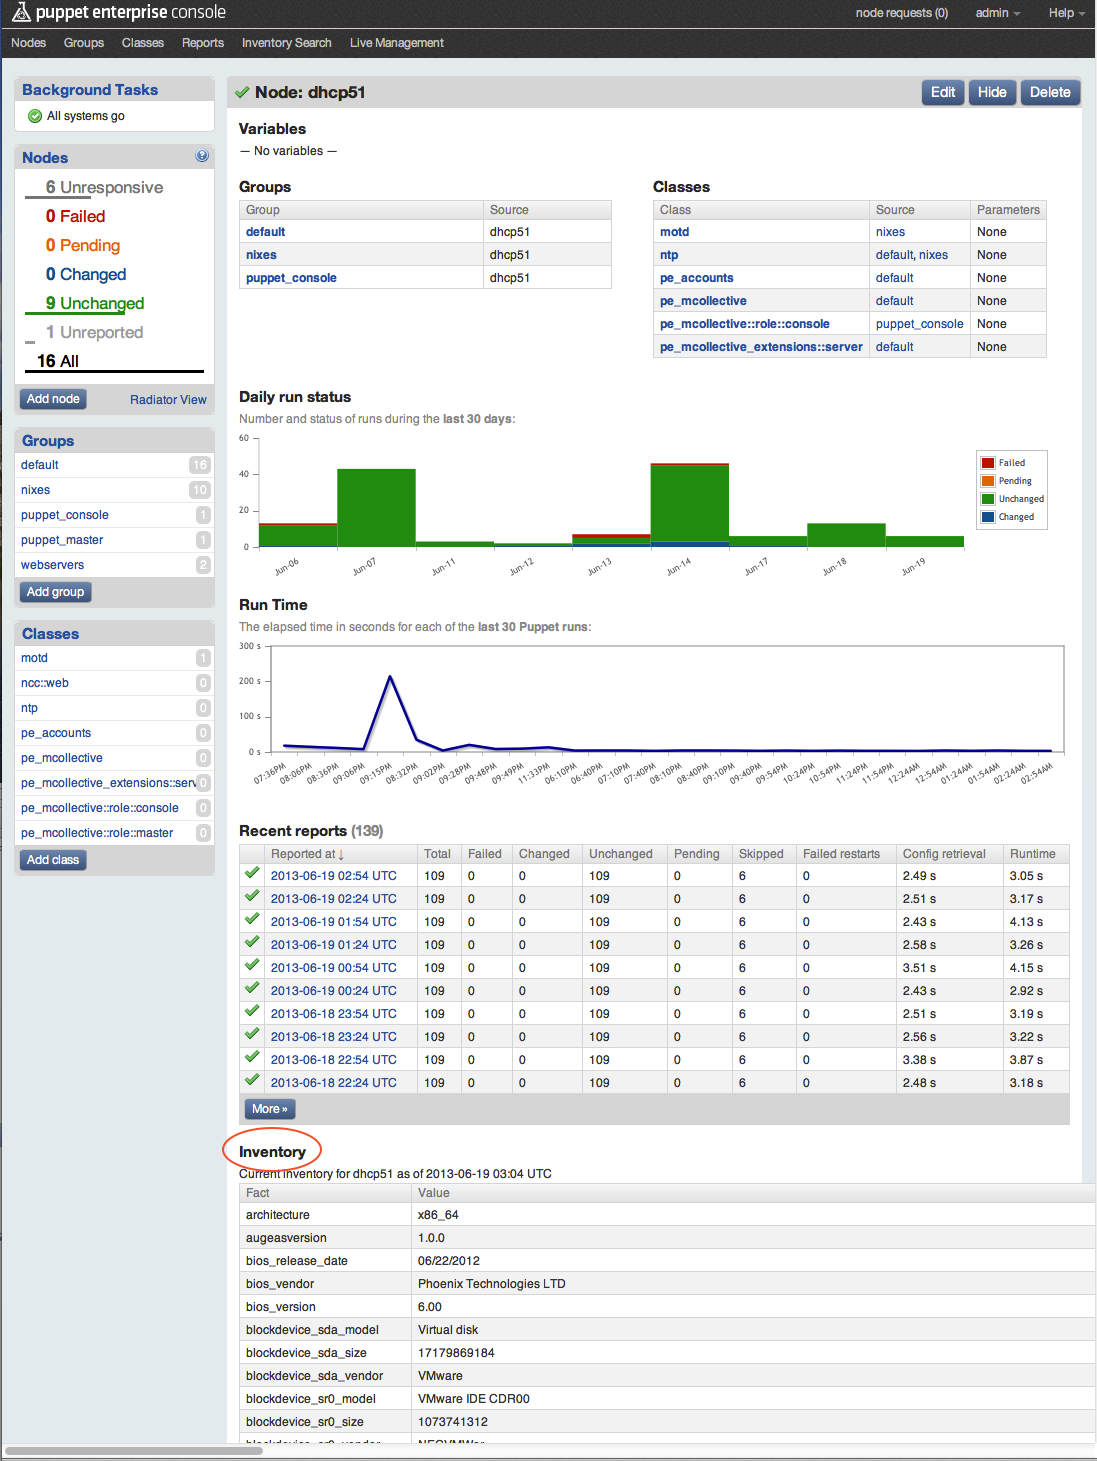 puppet enterprise console
node requests (0) admin Help
Nodes Groups Classes Reports Inventory Search Live Management
Background Tasks
All systems go
Nodes ?
6 Unresponsive
0 Failed
0 Pending
0 Changed
9 Unchanged
1 Unreported
16 All
Add node Radiator View
Groups
default 16
nixes 10
puppet_console 1
puppet_master 1
webservers 2
Add group
Classes
motd 1
ncc::web 0
ntp 0
pe_accounts 0
pe_mcollective 0
pe_mcollective_extensions::serv 0
pe_mcollective::role::console 0
pe_mcollective::role::master 0
Add class
Node: dhcp51
Edit Hide Delete
Variables
— No variables —
Groups
Group Source
default dhcp51
nixes dhcp51
puppet_console dhcp51
Classes
Class Source Parameters
motd nixes None
ntp default, nixes None
pe_accounts default None
pe_mcollective default None
pe_mcollective::role::console puppet_console None
pe_mcollective_extensions::server default None
Daily run status
Number and status of runs during the last 30 days:
60
40
20
0
Jun-06 Jun-07 Jun-11 Jun-12 Jun-13 Jun-14 Jun-17 Jun-18 Jun-19
Failed
Pending
Unchanged
Changed
Run Time
The elapsed time in seconds for each of the last 30 Puppet runs:
300 s
200 s
100 s
0 s
07:36PM 08:06PM 08:36PM 09:06PM 09:15PM 08:32PM 09:02PM 09:28PM 09:48PM 09:49PM 11:33PM 06:10PM 06:40PM 07:10PM 07:40PM 08:10PM 08:40PM 09:10PM 09:40PM 09:54PM 10:24PM 10:54PM 11:24PM 11:54PM 12:24AM 12:54AM 01:24AM 01:54AM 02:24AM 02:54AM
Recent reports (139)
Reported at ↓ Total Failed Changed Unchanged Pending Skipped Failed restarts Config retrieval Runtime
2013-06-19 02:54 UTC 109 0 0 109 0 6 0 2.49 s 3.05 s
2013-06-19 02:24 UTC 109 0 0 109 0 6 0 2.51 s 3.17 s
2013-06-19 01:54 UTC 109 0 0 109 0 6 0 2.43 s 4.13 s
2013-06-19 01:24 UTC 109 0 0 109 0 6 0 2.58 s 3.26 s
2013-06-19 00:54 UTC 109 0 0 109 0 6 0 3.51 s 4.15 s
2013-06-19 00:24 UTC 109 0 0 109 0 6 0 2.43 s 2.92 s
2013-06-18 23:54 UTC 109 0 0 109 0 6 0 2.51 s 3.19 s
2013-06-18 23:24 UTC 109 0 0 109 0 6 0 2.56 s 3.22 s
2013-06-18 22:54 UTC 109 0 0 109 0 6 0 3.38 s 3.87 s
2013-06-18 22:24 UTC 109 0 0 109 0 6 0 2.48 s 3.18 s
More »
Inventory
Current inventory for dhcp51 as of 2013-06-19 03:04 UTC
Fact Value
architecture x86_64
augeasversion 1.0.0
bios_release_date 06/22/2012
bios_vendor Phoenix Technologies LTD
bios_version 6.00
blockdevice_sda_model Virtual disk
blockdevice_sda_size 17179869184
blockdevice_sda_vendor VMware
blockdevice_sr0_model VMware IDE CDR00
blockdevice_sr0_size 1073741312
blockdevice_sr0_vendor NECVMWar